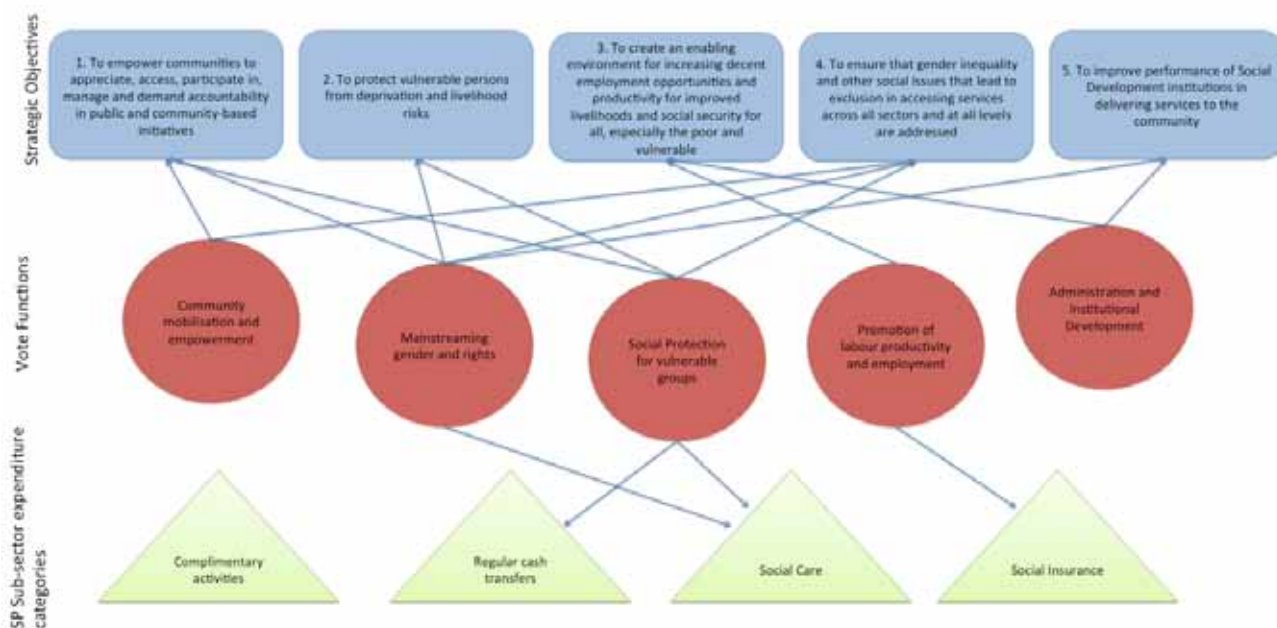 Strategic Objectives
1. To empower communities to
appreciate, access, participate in,
manage and demand accountability
in public and community-based
initiatives
2. To protect vulnerable persons
from deprivation and livelihood
risks
3. To create an enabling
environment for increasing decent
employment opportunities and
productivity for improved
livelihoods and social security for
all, especially the poor and
vulnerable
4. To ensure that gender inequality
and other social issues that lead to
exclusion in accessing services
across all sectors and at all levels
are addressed
5. To improve performance of Social
Development institutions in
delivering services to the
community
Vote Functions
Community
mobilisation and
empowerment
Mainstreaming
gender and rights
Social Protection
for vulnerable
groups
Promotion of
labour productivity
and employment
Administration and
Institutional
Development
SP Sub-sector expenditure
categories
Complimentary
activities
Regular cash
transfers
Social Care
Social Insurance